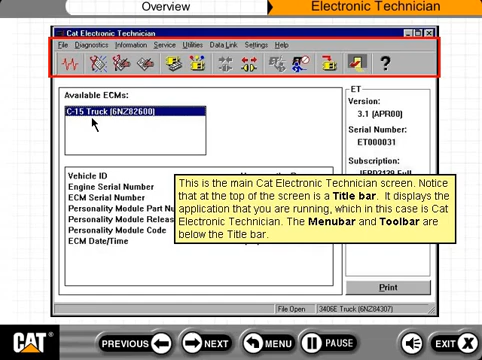 Overview
Electronic Technician
Cat Electronic Technician
File Diagnostics Information Service Utilities Data Link Settings Help
Available ECMs:
C-15 Truck (6NZ82600)
ET
Version:
3.1 (APR00)
Serial Number:
ET000031
Subscription:
Vehicle ID
Engine Serial Number
ECM Serial Number
Personality Module Part Nu
Personality Module Releas
Personality Module Code
ECM Date/Time
This is the main Cat Electronic Technician screen. Notice
that at the top of the screen is a Title bar. It displays the
application that you are running, which in this case is Cat
Electronic Technician. The Menubar and Toolbar are
below the Title bar.
Print
File Open 3406E Truck (6NZ84307)
CAT PREVIOUS NEXT MENU PAUSE EXIT